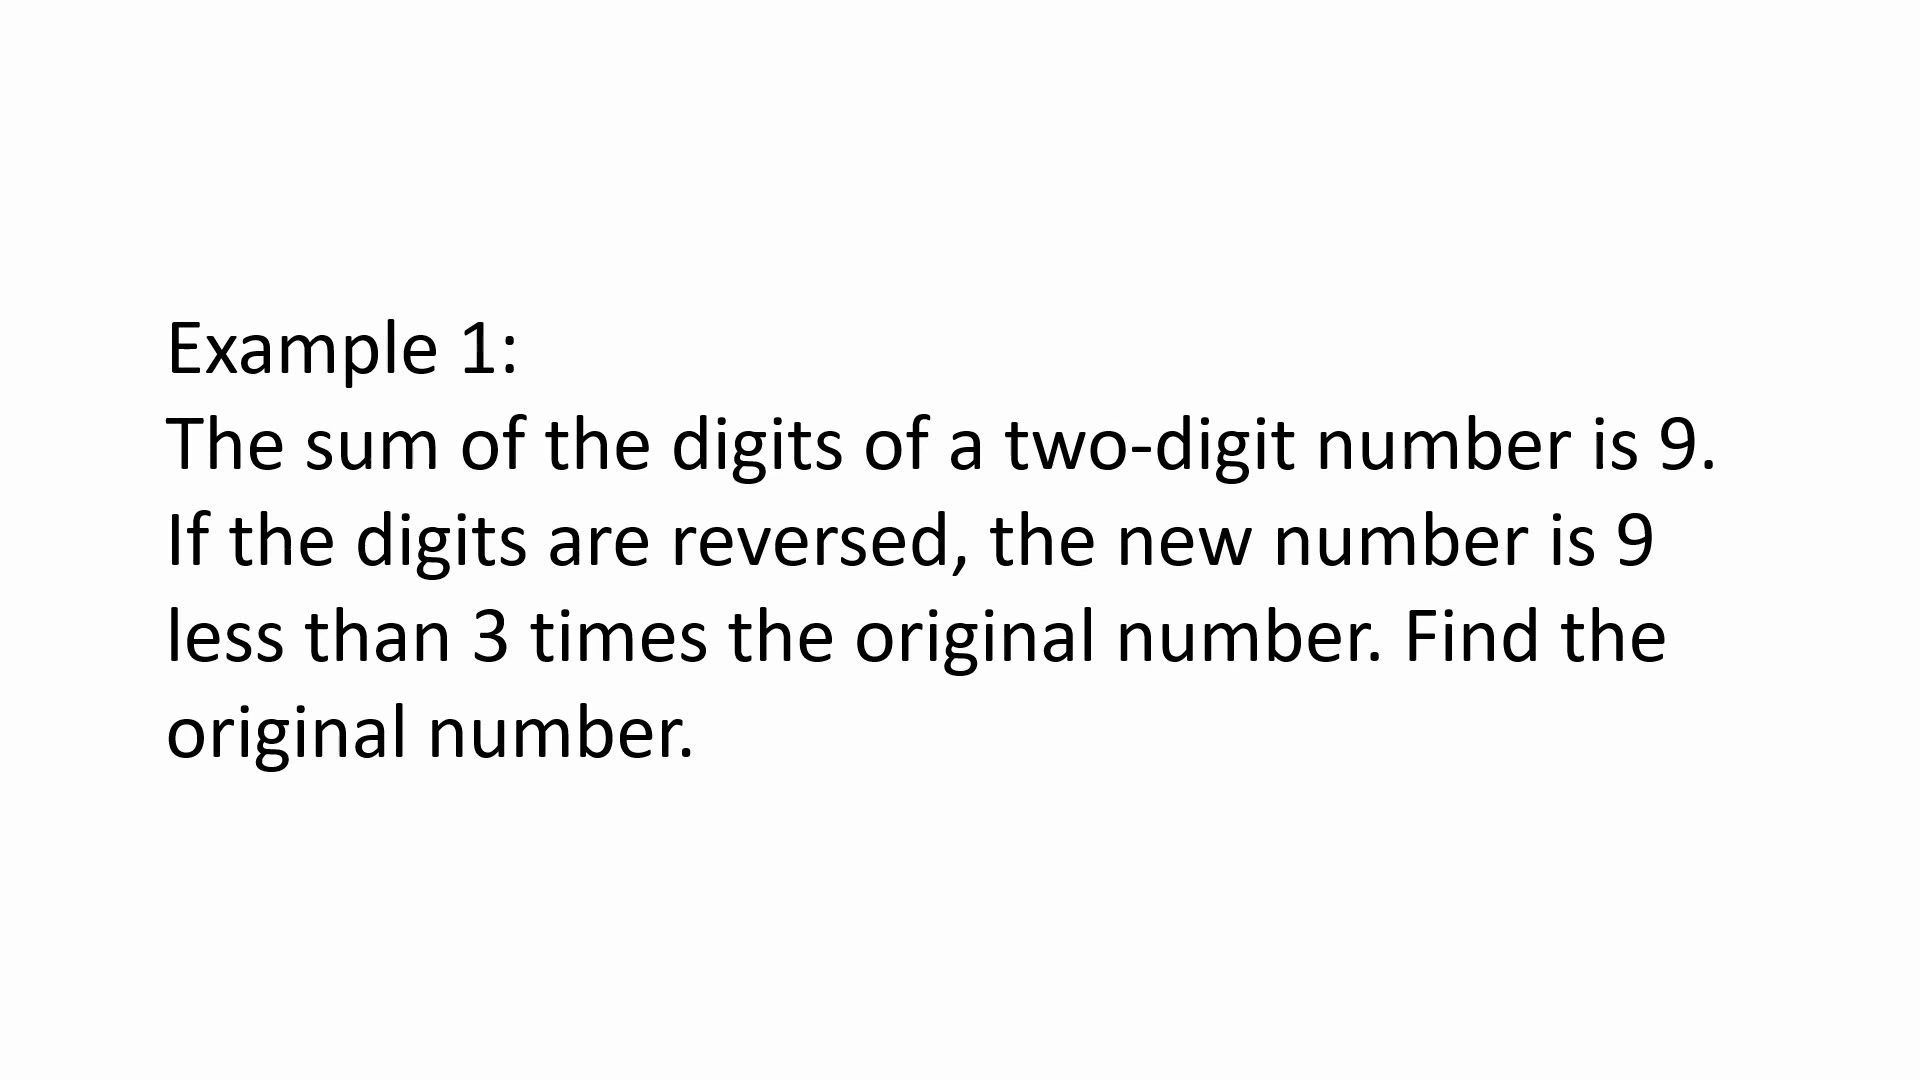 Example 1:
The sum of the digits of a two-digit number is 9.
If the digits are reversed, the new number is 9
less than 3 times the original number. Find the
original number.